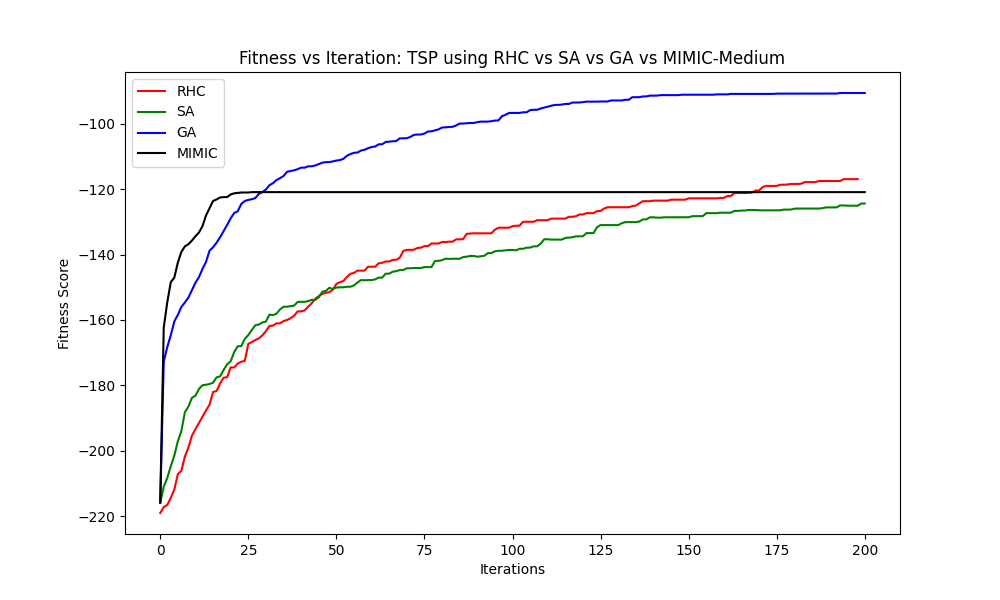 Fitness vs Iteration: TSP using RHC vs SA vs GA vs MIMIC-Medium
RHC
SA
GA
MIMIC
Fitness Score
−100
−120
−140
−160
−180
−200
−220
0 25 50 75 100 125 150 175 200
Iterations